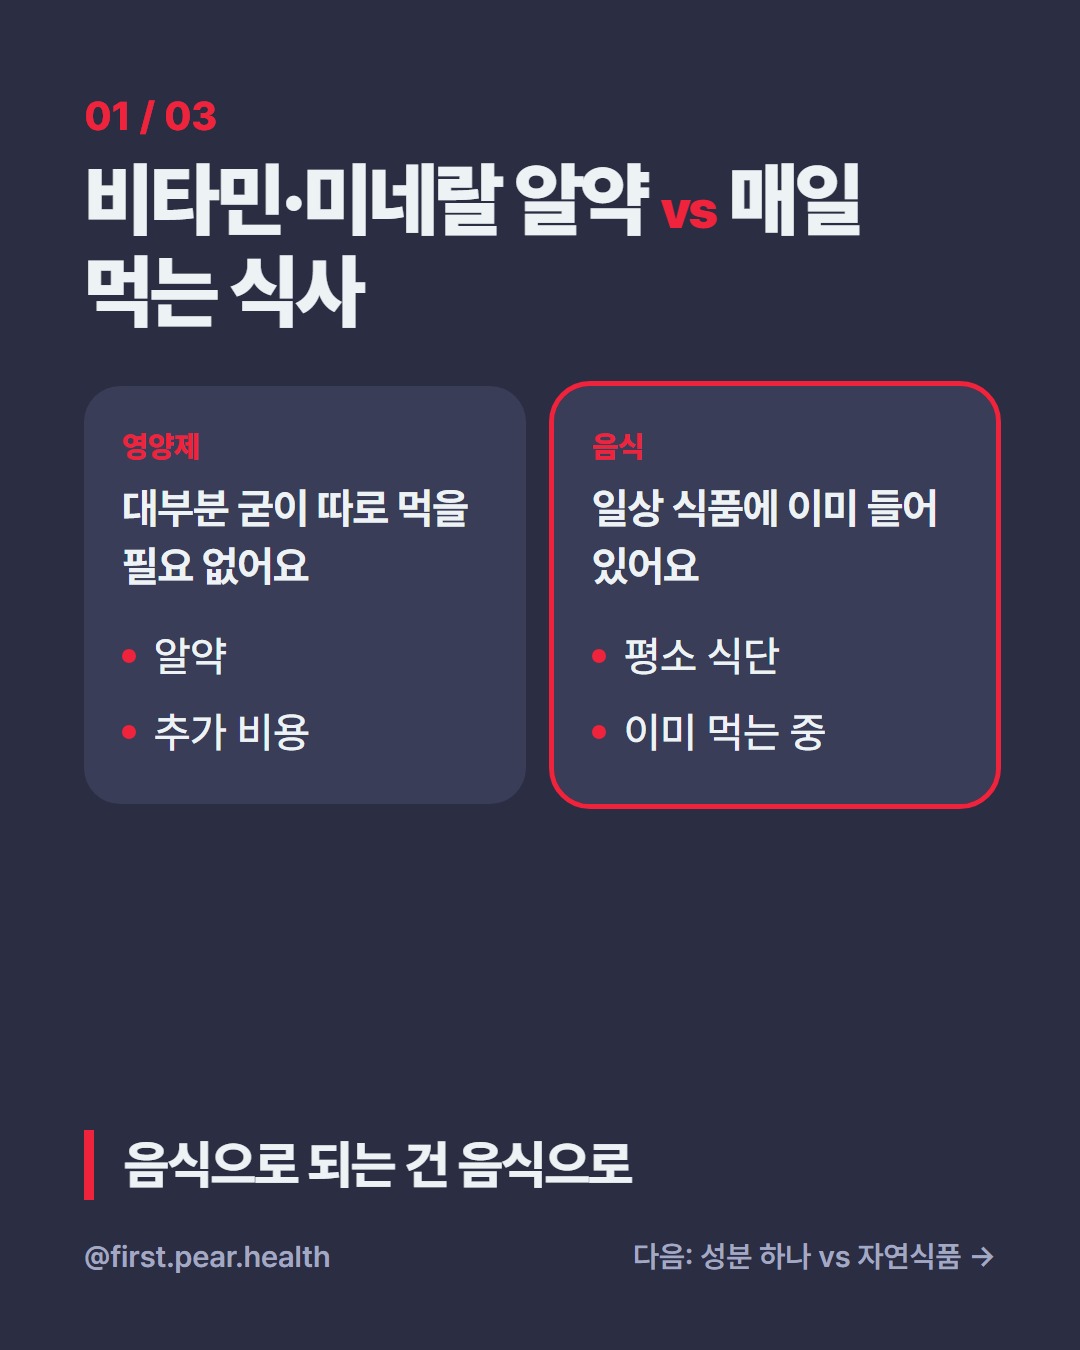 01 / 03
비타민·미네랄 알약 vs 매일
먹는 식사
영양제
대부분 굳이 따로 먹을
필요 없어요
• 알약
• 추가 비용
음식
일상 식품에 이미 들어
있어요
• 평소 식단
• 이미 먹는 중
음식으로 되는 건 음식으로
@first.pear.health
다음: 성분 하나 vs 자연식품 →